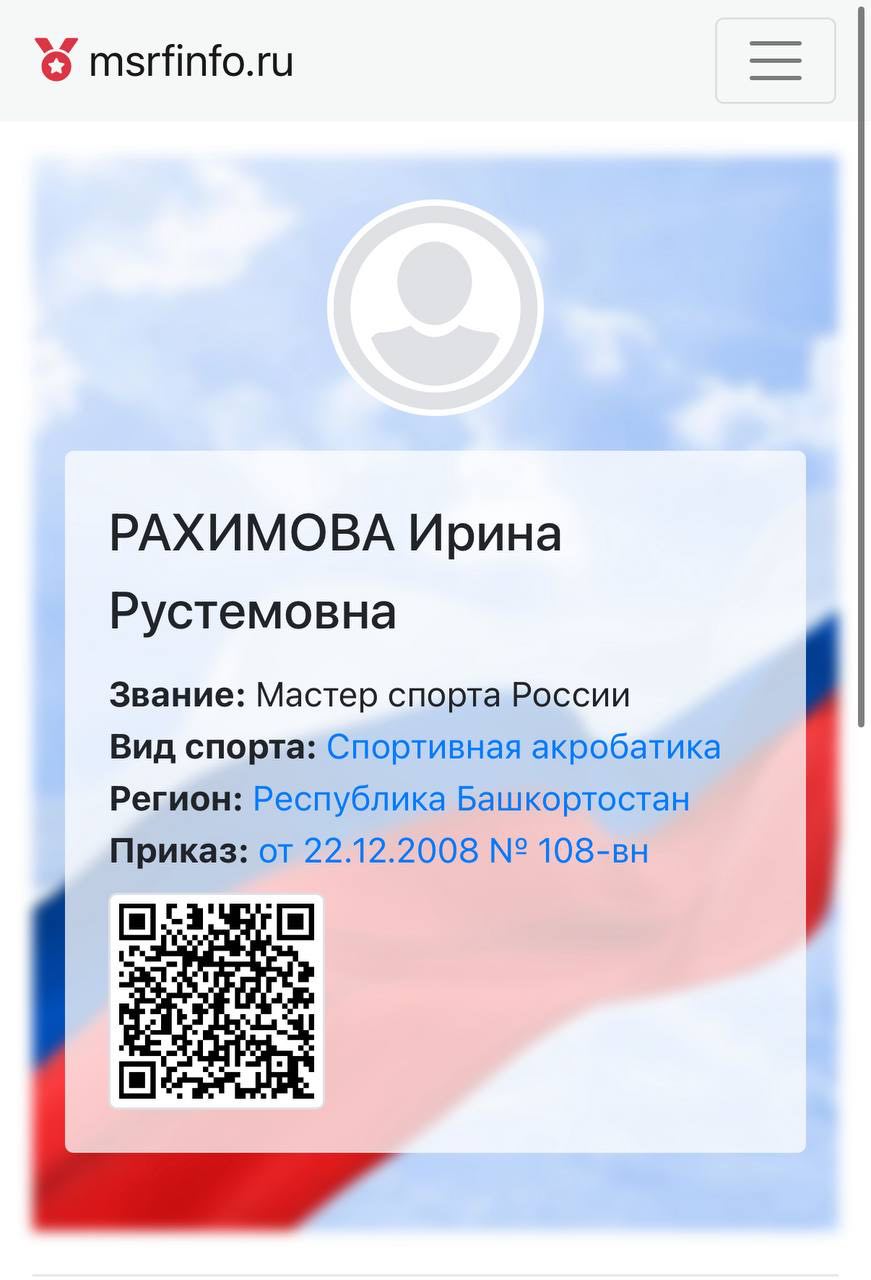 msrfinfo.ru
РАХИМОВА Ирина
Рустемовна
Звание: Мастер спорта России
Вид спорта: Спортивная акробатика
Регион: Республика Башкортостан
Приказ: от 22.12.2008 № 108-вн